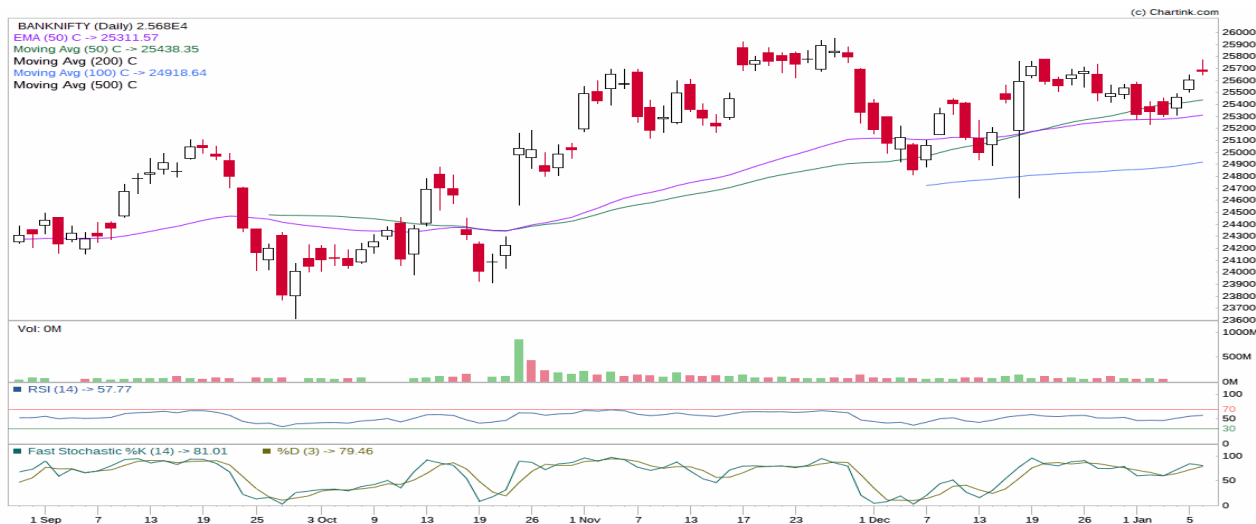 (c) Chartink.com
BANKNIFTY (Daily) 2.568E4
EMA (50) C -> 25311.57
Moving Avg (50) C -> 25438.35
Moving Avg (200) C
Moving Avg (100) C -> 24918.64
Moving Avg (500) C
26000
25900
25800
25700
25600
25500
25400
25300
25200
25100
25000
24900
24800
24700
24600
24500
24400
24300
24200
24100
24000
23900
23800
23700
23600
Vol: 0M
1000M
500M
0M
RSI (14) -> 57.77
100
70
50
30
0
Fast Stochastic %K (14) -> 81.01 %D (3) -> 79.46
100
50
0
1 Sep 7 13 19 25 3 Oct 9 13 19 26 1 Nov 7 13 17 23 1 Dec 7 13 19 26 1 Jan 5